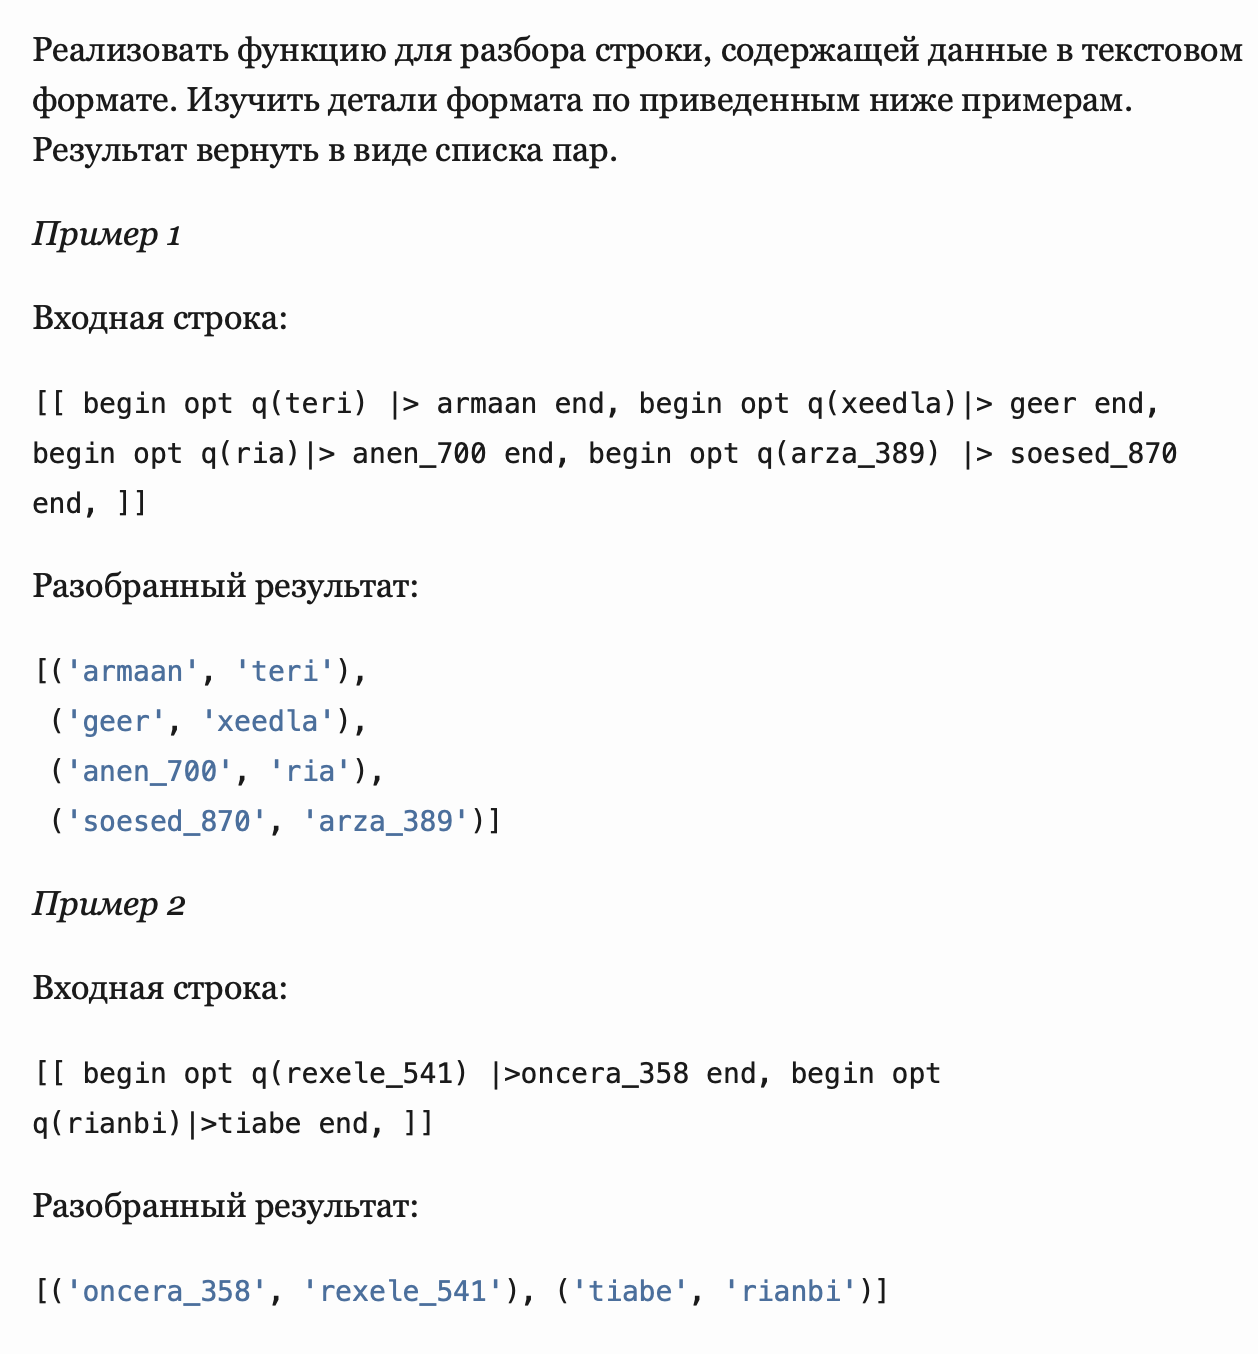 Реализовать функцию для разбора строки, содержащей данные в текстовом
формате. Изучить детали формата по приведенным ниже примерам.
Результат вернуть в виде списка пар.
Пример 1
Входная строка:
[[ begin opt q(teri) |> armaan end, begin opt q(xeedla)|> geer end,
begin opt q(ria)|> anen_700 end, begin opt q(arza_389) |> soesed_870
end, ]]
Разобранный результат:
[('armaan', 'teri'),
 ('geer', 'xeedla'),
 ('anen_700', 'ria'),
 ('soesed_870', 'arza_389')]
Пример 2
Входная строка:
[[ begin opt q(rexele_541) |>oncera_358 end, begin opt
q(rianbi)|>tiabe end, ]]
Разобранный результат:
[('oncera_358', 'rexele_541'), ('tiabe', 'rianbi')]